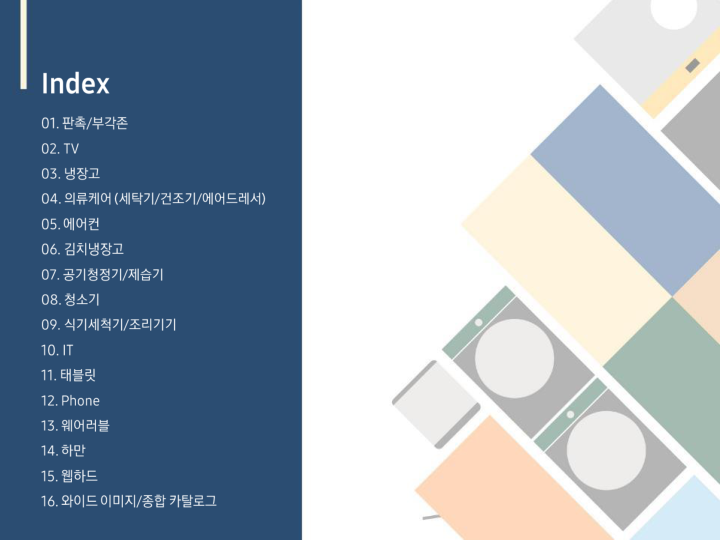 Index
01. 판촉/부각존
02. TV
03. 냉장고
04. 의류케어 (세탁기/건조기/에어드레서)
05. 에어컨
06. 김치냉장고
07. 공기청정기/제습기
08. 청소기
09. 식기세척기/조리기기
10. IT
11. 태블릿
12. Phone
13. 웨어러블
14. 하만
15. 웹하드
16. 와이드 이미지/종합 카탈로그